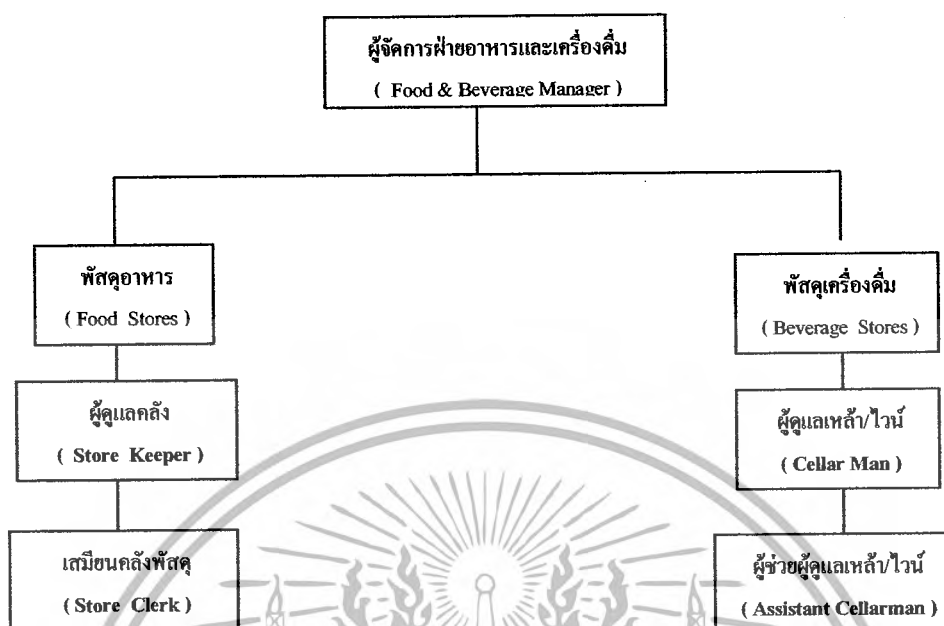 ผู้จัดการฝ่ายอาหารและเครื่องดื่ม
( Food & Beverage Manager )
พัสดุอาหาร
( Food Stores )
พัสดุเครื่องดื่ม
( Beverage Stores )
ผู้ดูแลคลัง
( Store Keeper )
ผู้ดูแลเหล้า/ไวน์
( Cellar Man )
เสมียนคลังพัสดุ
(Store Clerk )
ผู้ช่วยผู้ดูแลเหล้า/ไวน์
( Assistant Cellarman )